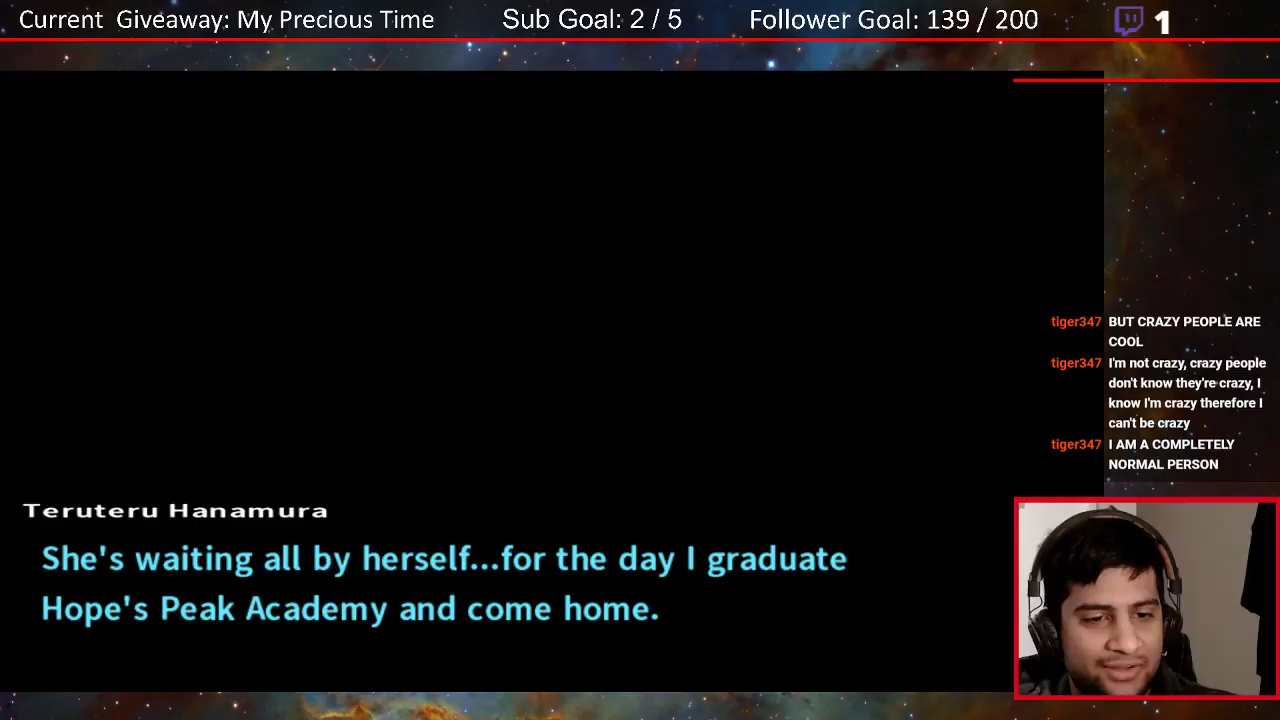 Current  Giveaway: My Precious Time
Sub Goal: 2 / 5
Follower Goal: 139 / 200
1
tiger347 BUT CRAZY PEOPLE ARE
COOL
tiger347 I'm not crazy, crazy people
don't know they're crazy, I
know I'm crazy therefore I
can't be crazy
tiger347 I AM A COMPLETELY
NORMAL PERSON
Teruteru Hanamura
She's waiting all by herself...for the day I graduate
Hope's Peak Academy and come home.